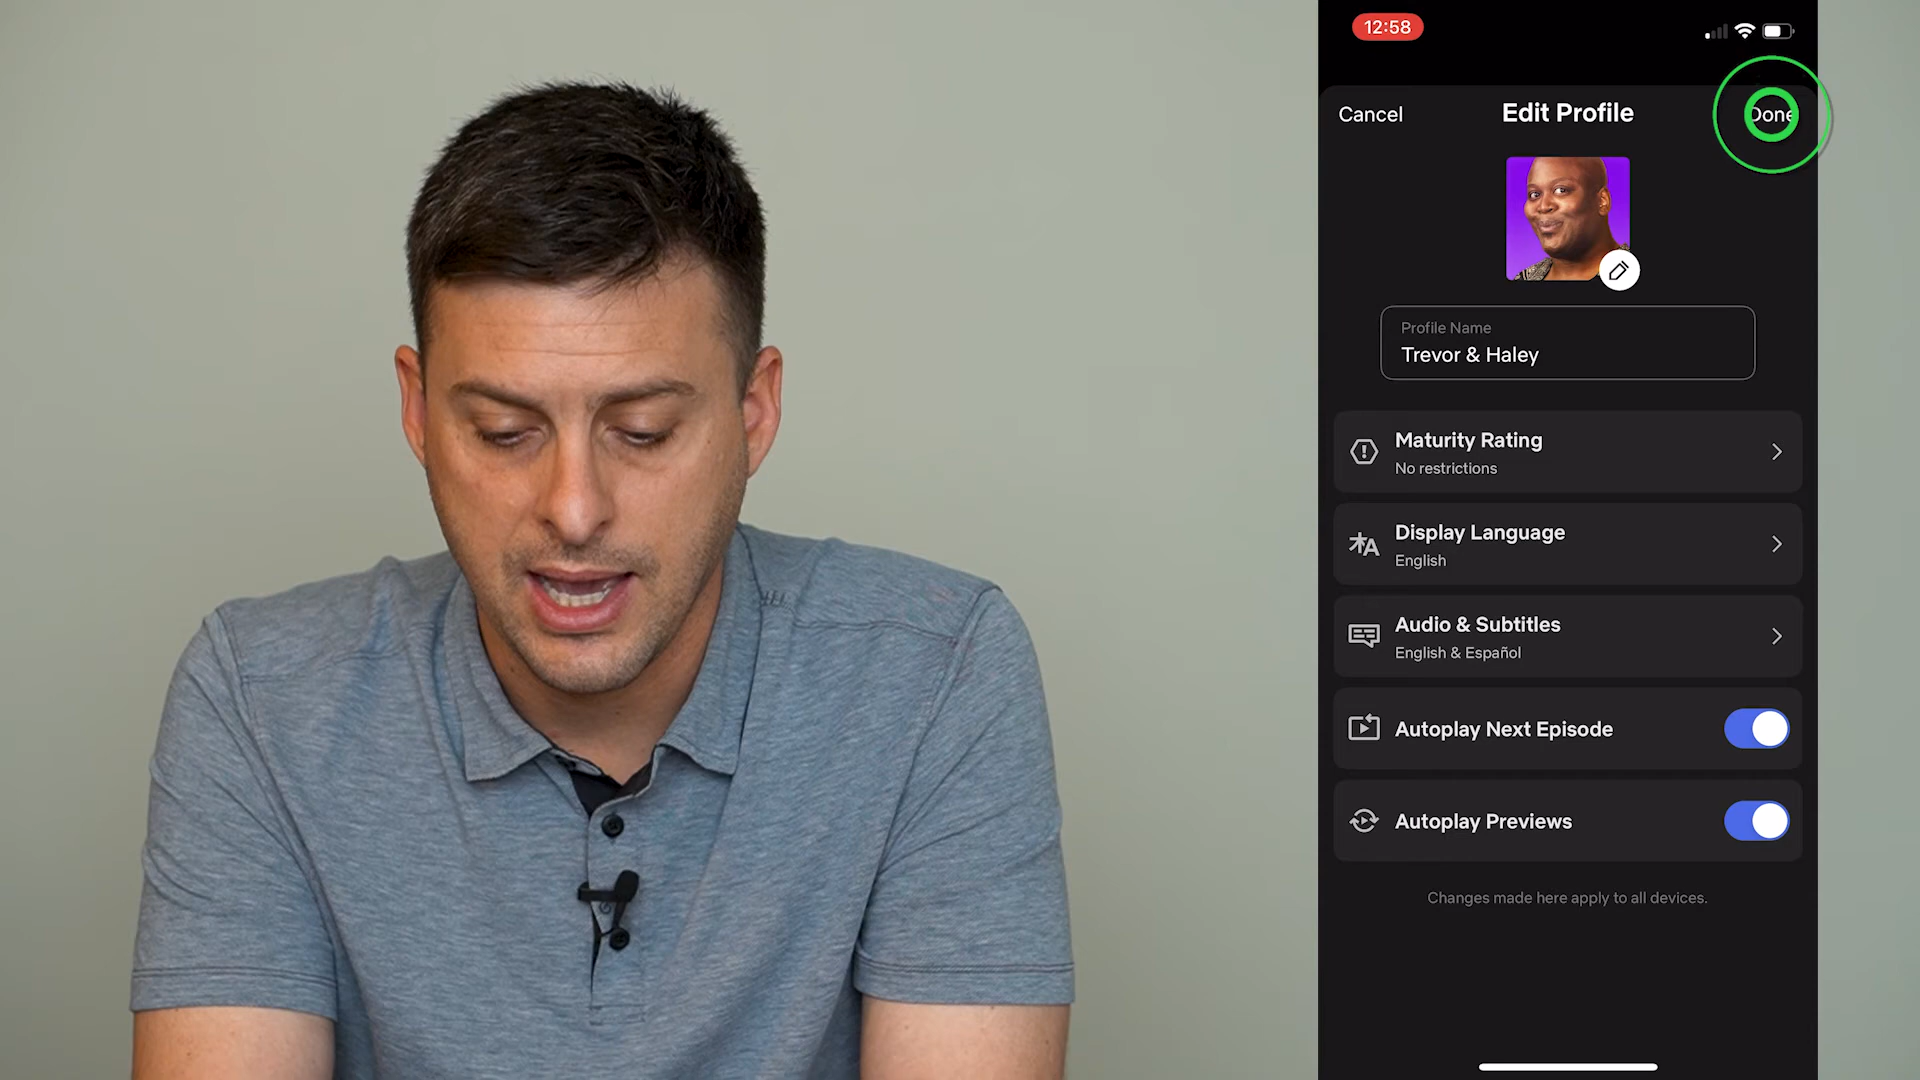 12:58
Cancel
Edit Profile
Done
Profile Name
Trevor & Haley
Maturity Rating
No restrictions
Display Language
English
Audio & Subtitles
English & Español
Autoplay Next Episode
Autoplay Previews
Changes made here apply to all devices.